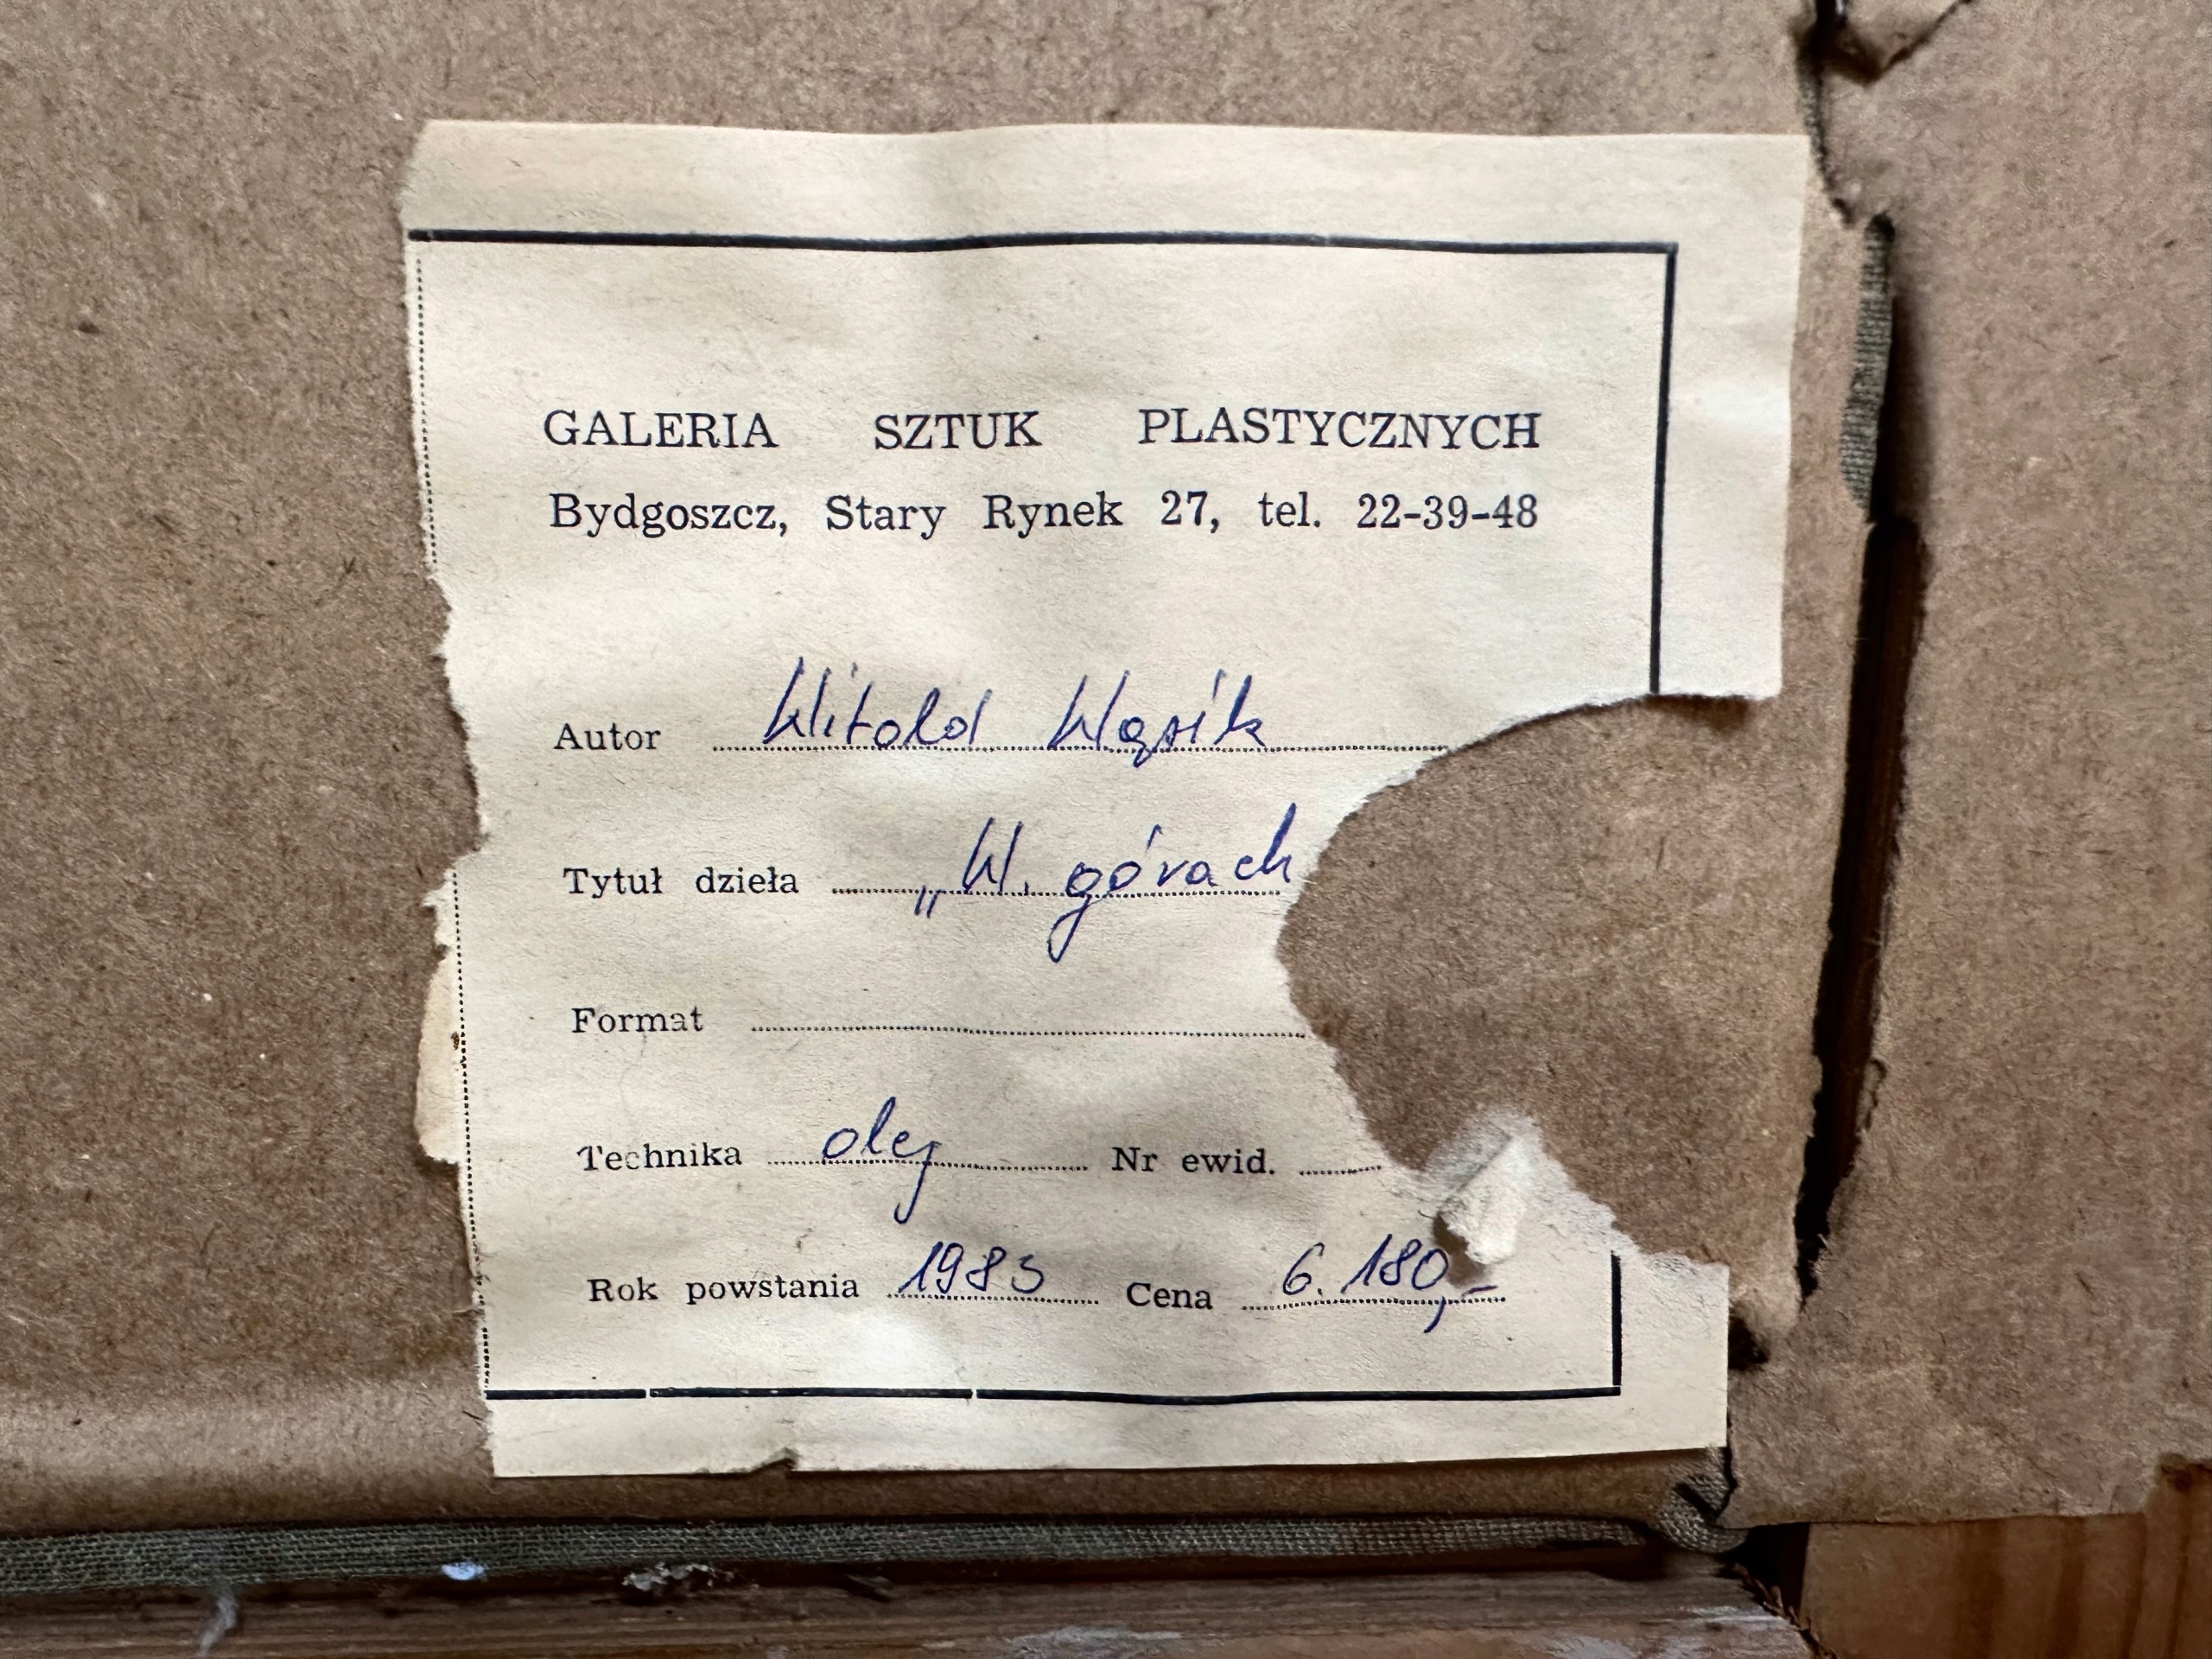 GALERIA SZTUK PLASTYCZNYCH
Bydgoszcz, Stary Rynek 27, tel. 22-39-48
Autor Witold Wąsik
Tytuł dzieła „W. górach
Format
Technika olej Nr ewid.
Rok powstania 1983 Cena 6.180,-